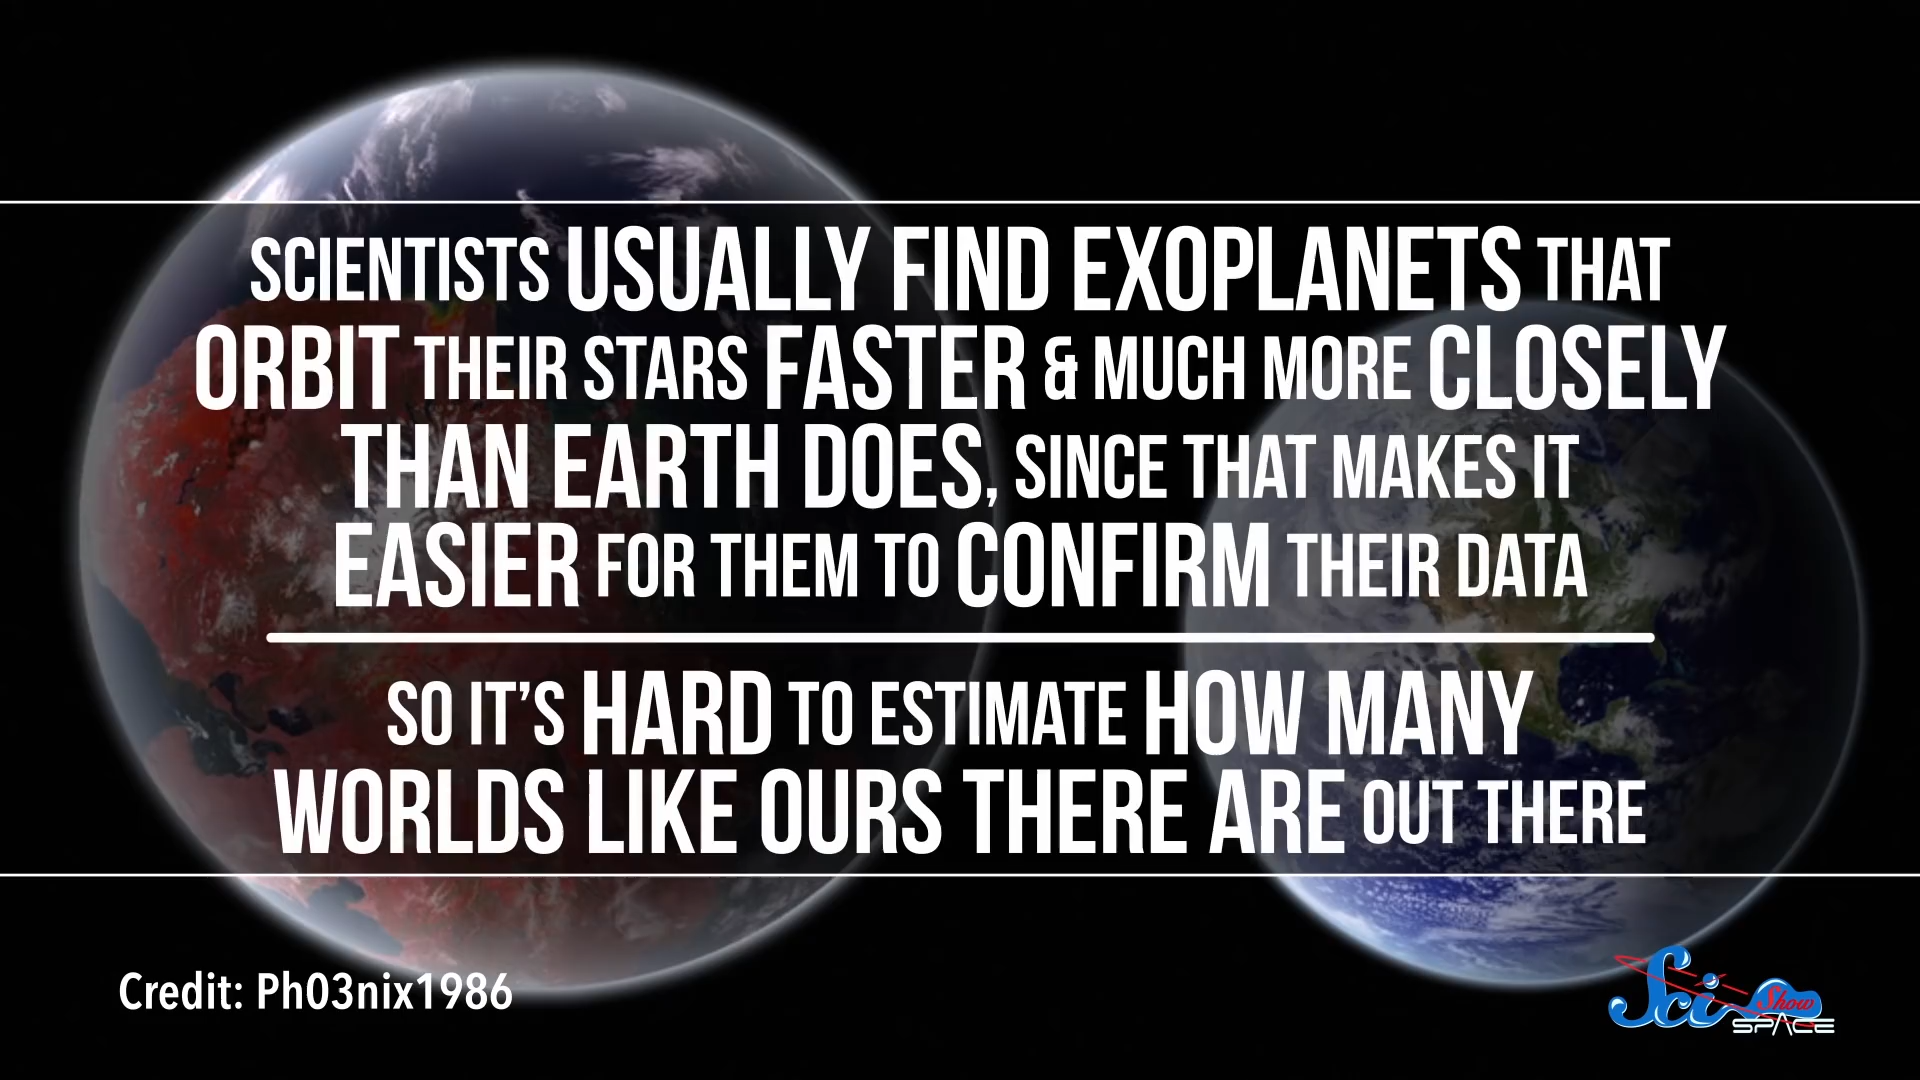 SCIENTISTS USUALLY FIND EXOPLANETS THAT
ORBIT THEIR STARS FASTER & MUCH MORE CLOSELY
THAN EARTH DOES, SINCE THAT MAKES IT
EASIER FOR THEM TO CONFIRM THEIR DATA
SO IT'S HARD TO ESTIMATE HOW MANY
WORLDS LIKE OURS THERE ARE OUT THERE
Credit: Ph03nix1986
Sci Show
SPACE